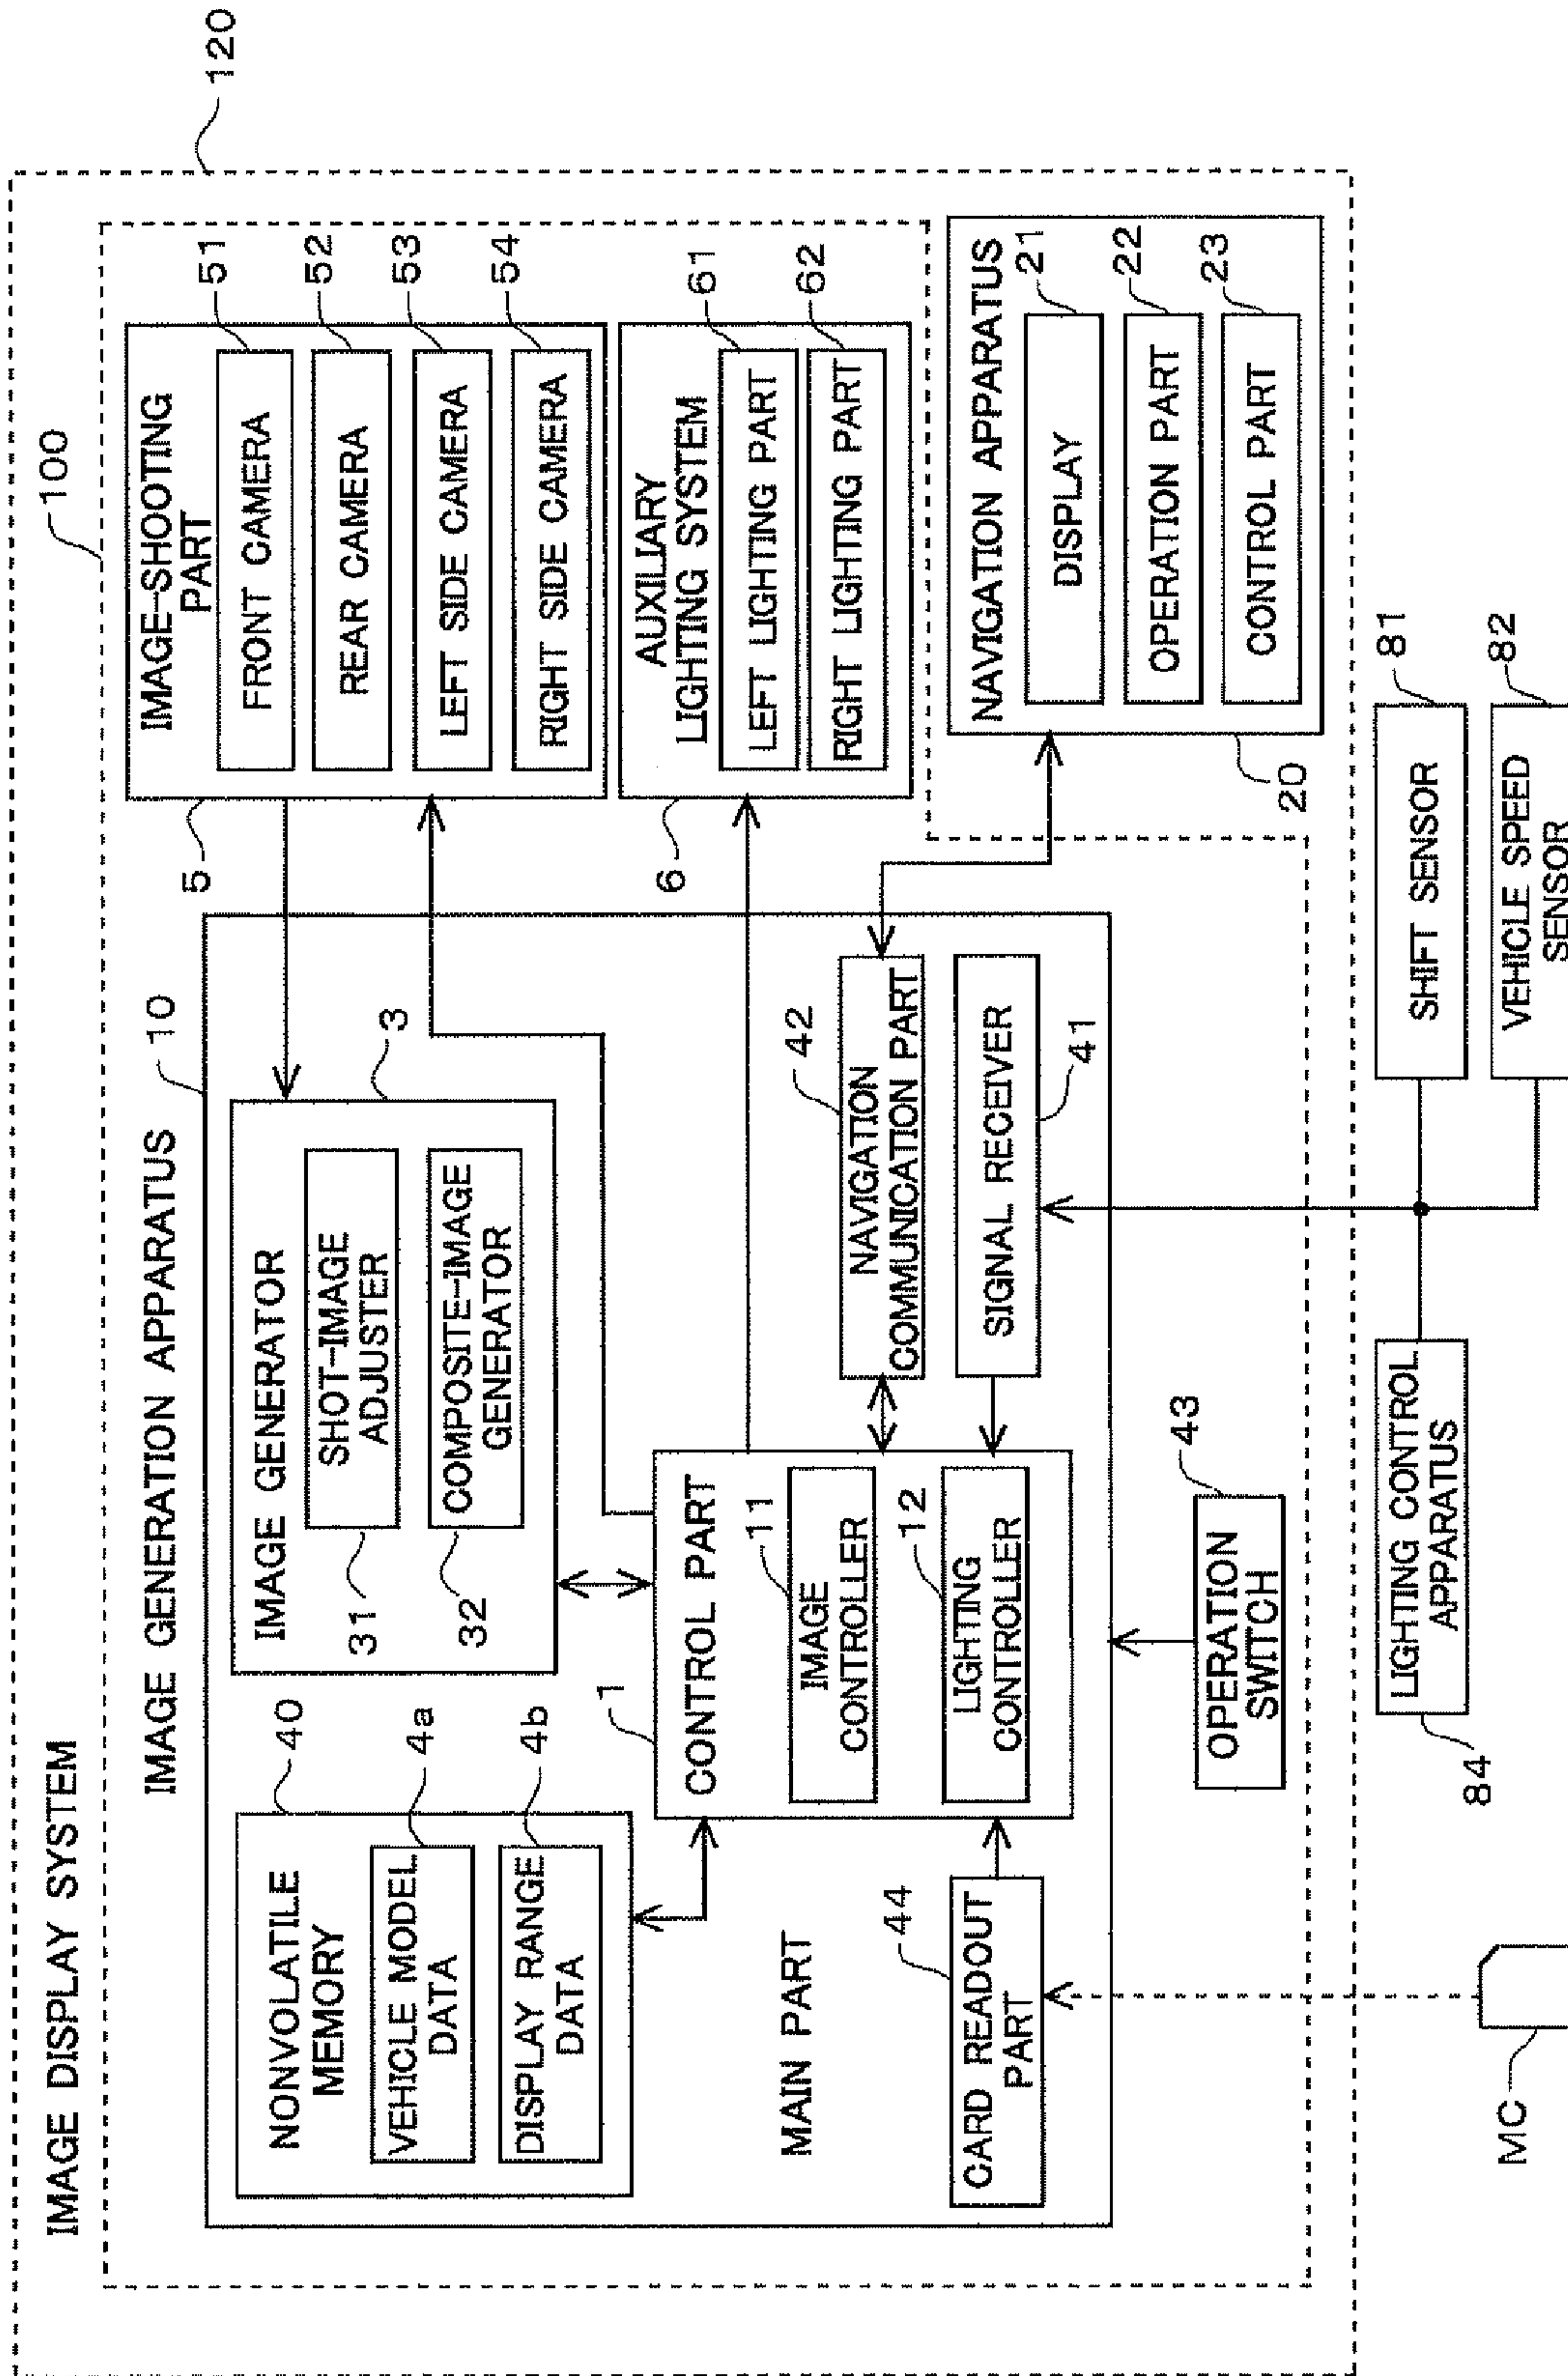 120
IMAGE DISPLAY SYSTEM
100
IMAGE GENERATION APPARATUS
10
NONVOLATILE
MEMORY
40
VEHICLE MODEL
DATA
4a
DISPLAY RANGE
DATA
4b
IMAGE GENERATOR
3
SHOT-IMAGE
ADJUSTER
31
COMPOSITE-IMAGE
GENERATOR
32
5
IMAGE-SHOOTING
PART
FRONT CAMERA
51
REAR CAMERA
52
LEFT SIDE CAMERA
53
RIGHT SIDE CAMERA
54
6
AUXILIARY
LIGHTING SYSTEM
LEFT LIGHTING PART
61
RIGHT LIGHTING PART
62
1
CONTROL PART
11
IMAGE
CONTROLLER
12
LIGHTING
CONTROLLER
MAIN PART
44
CARD READOUT
PART
42
NAVIGATION
COMMUNICATION PART
SIGNAL RECEIVER
41
NAVIGATION APPARATUS
DISPLAY
21
OPERATION PART
22
CONTROL PART
23
20
OPERATION
SWITCH
43
LIGHTING CONTROL
APPARATUS
84
SHIFT SENSOR
81
VEHICLE SPEED
SENSOR
82
MC